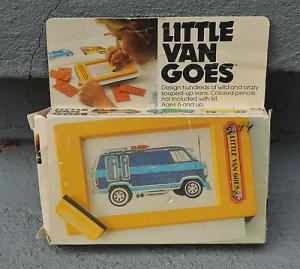 LITTLE
VAN
GOES
Design hundreds of wild and crazy
souped-up vans. Colored pencils
not included with kit.
Ages 6 and up.
LITTLE VAN GOES